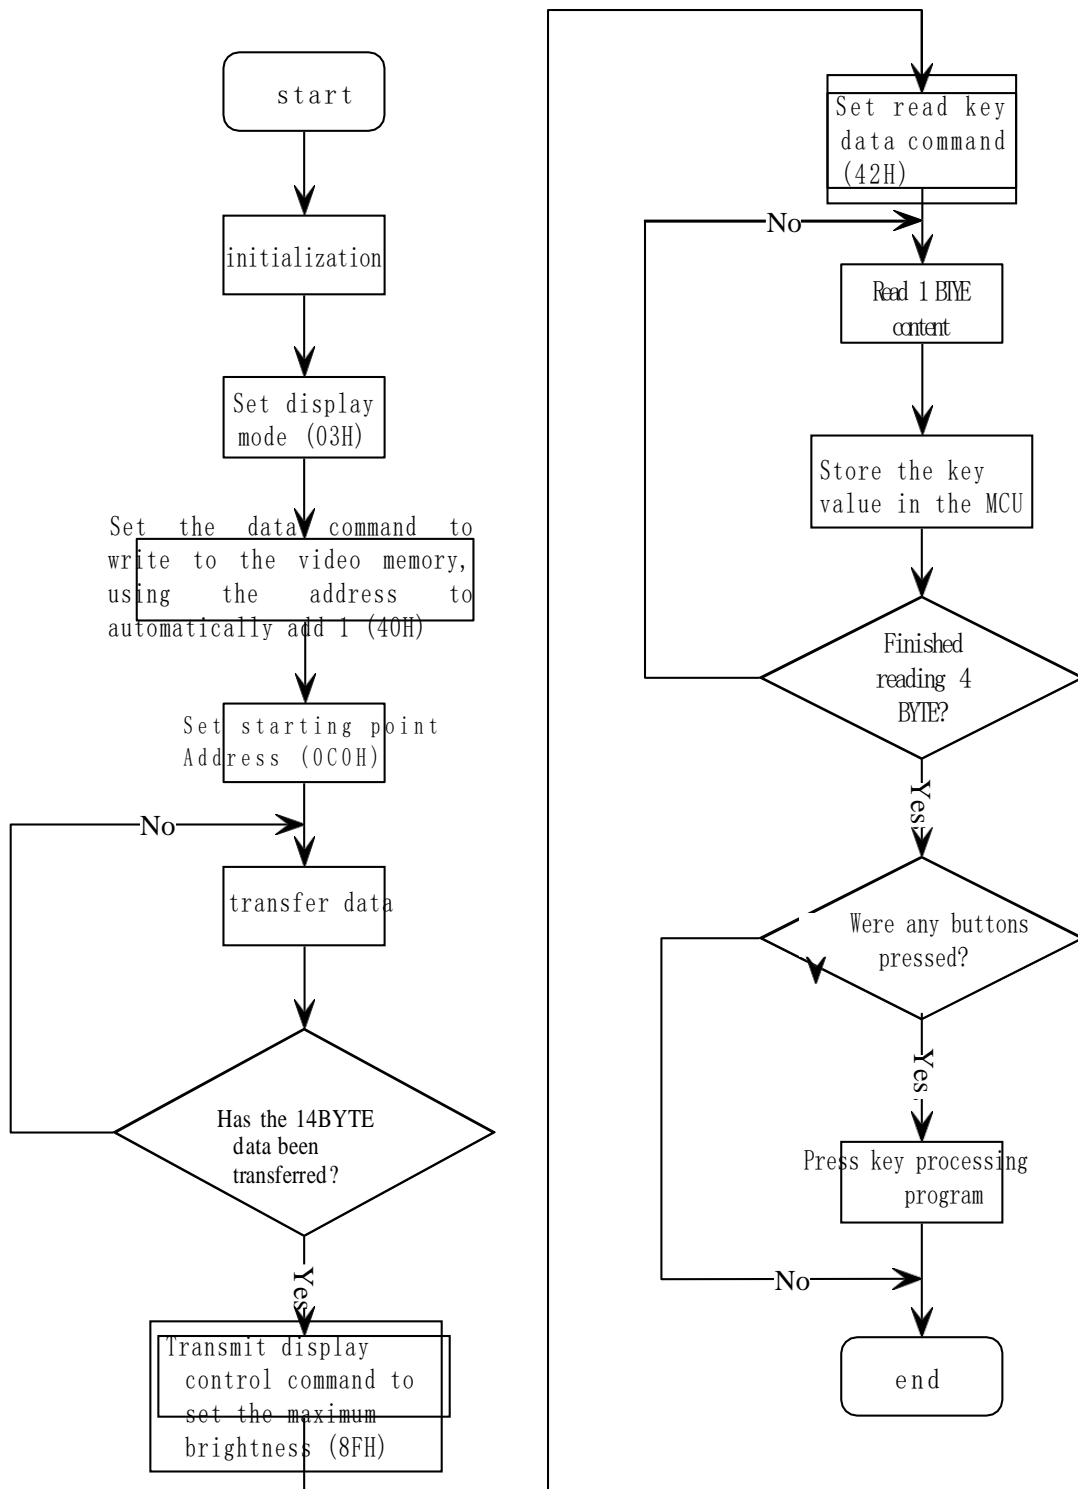 start
initialization
Set display
mode (03H)
Set the data command to
write to the video memory,
using the address to
automatically add 1 (40H)
Set starting point
Address (0C0H)
No
transfer data
Has the 14BYTE
data been
transferred?
Yes
Transmit display
control command to
set the maximum
brightness (8FH)
Set read key
data command
(42H)
No
Read 1 BTYE
content
Store the key
value in the MCU
Finished
reading 4
BYTE?
Yes
Were any buttons
pressed?
Yes
Press key processing
program
No
end